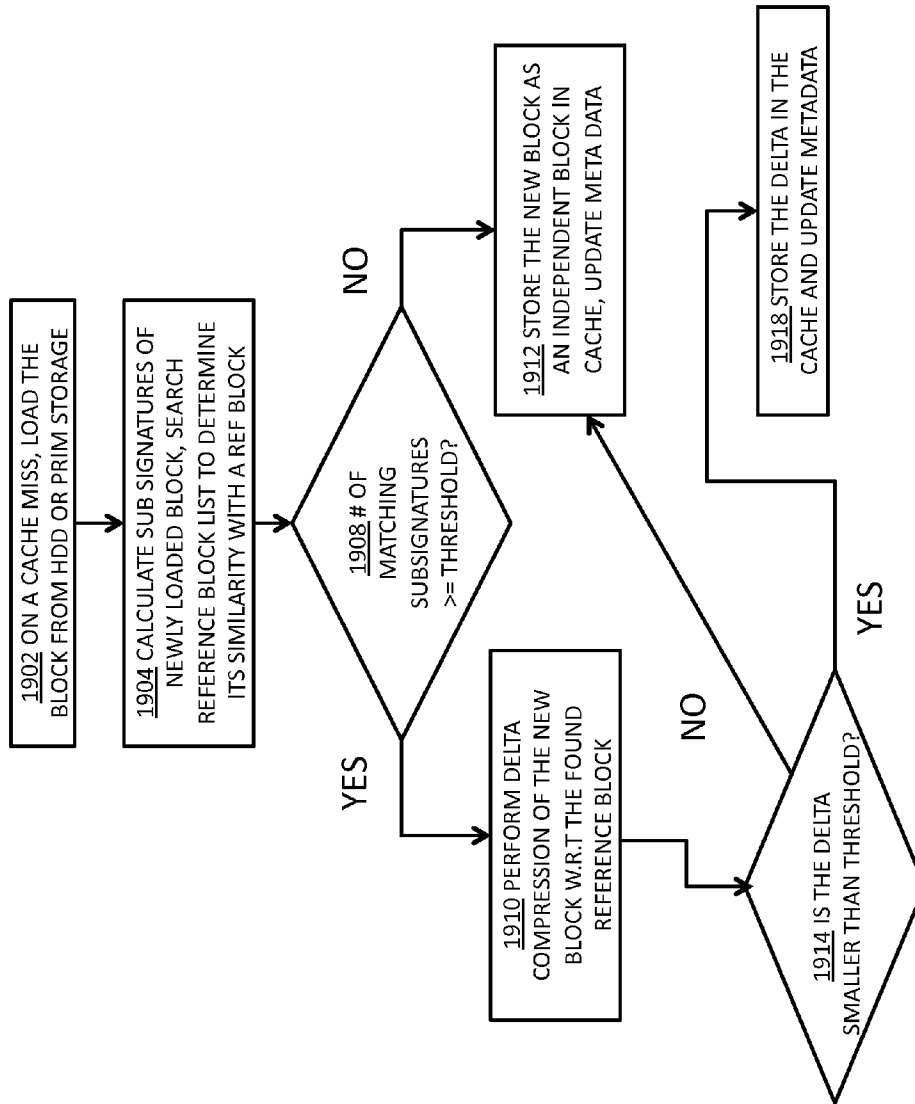 1902 ON A CACHE MISS, LOAD THE
BLOCK FROM HDD OR PRIM STORAGE
1904 CALCULATE SUB SIGNATURES OF
NEWLY LOADED BLOCK, SEARCH
REFERENCE BLOCK LIST TO DETERMINE
ITS SIMILARITY WITH A REF BLOCK
1908 # OF
MATCHING
SUBSIGNATURES
>= THRESHOLD?
YES
NO
1910 PERFORM DELTA
COMPRESSION OF THE NEW
BLOCK W.R.T THE FOUND
REFERENCE BLOCK
1912 STORE THE NEW BLOCK AS
AN INDEPENDENT BLOCK IN
CACHE, UPDATE META DATA
1914 IS THE DELTA
SMALLER THAN THRESHOLD?
NO
YES
1918 STORE THE DELTA IN THE
CACHE AND UPDATE METADATA